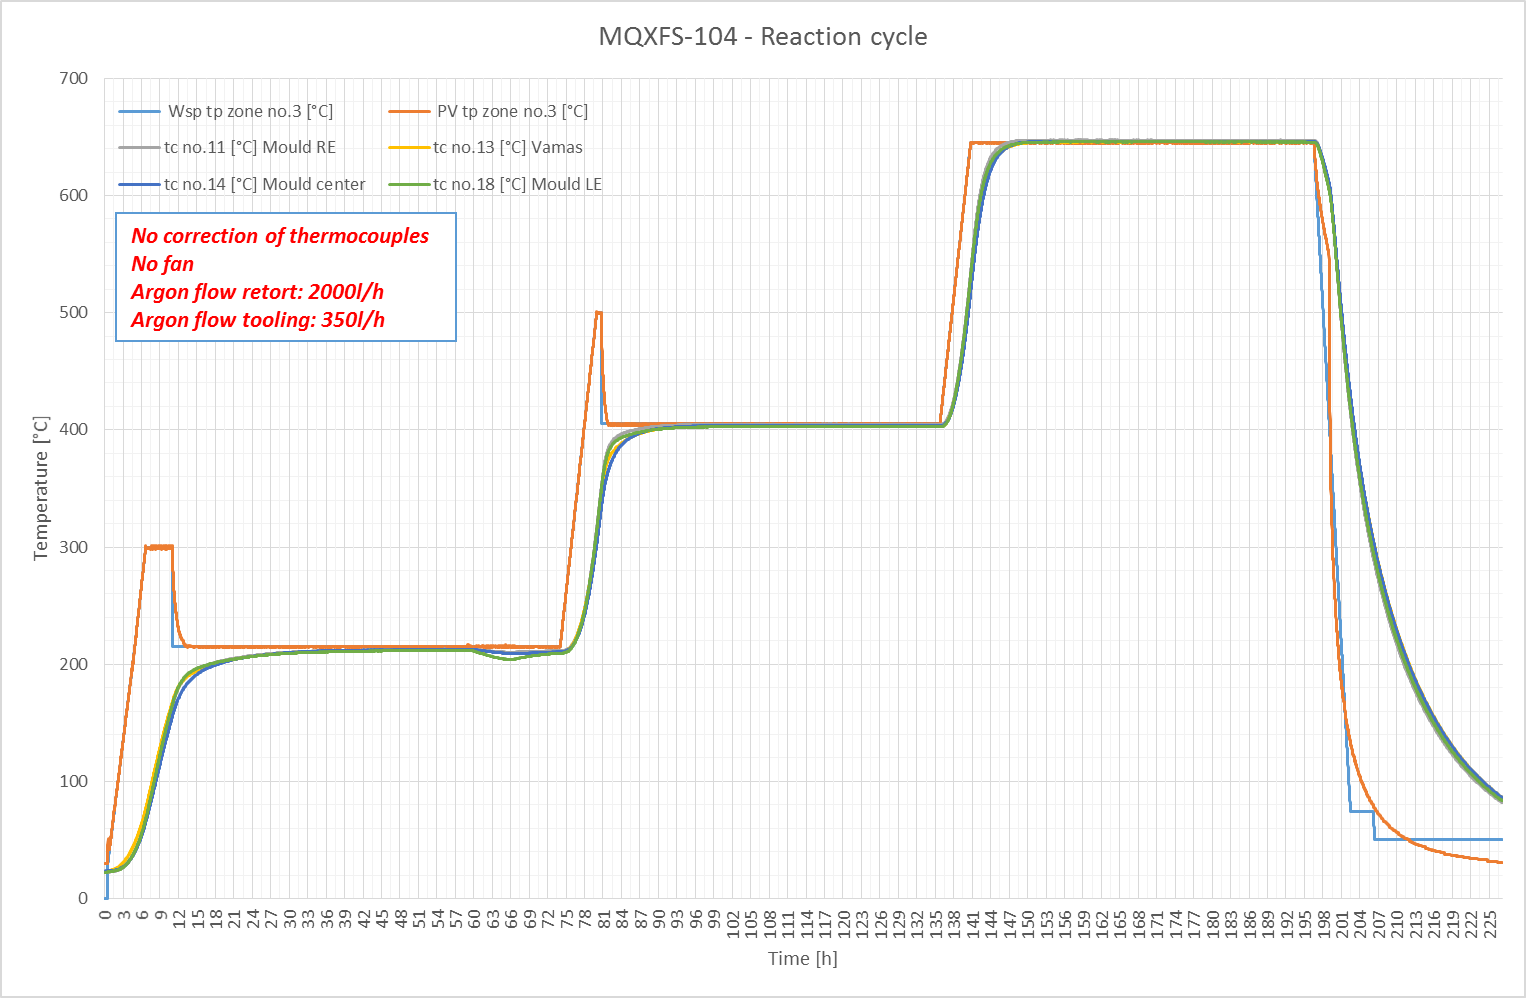 MQXFS-104 - Reaction cycle
700
600
500
400
300
200
100
0
Temperature [°C]
Wsp tp zone no.3 [°C]
PV tp zone no.3 [°C]
tc no.11 [°C] Mould RE
tc no.13 [°C] Vamas
tc no.14 [°C] Mould center
tc no.18 [°C] Mould LE
No correction of thermocouples
No fan
Argon flow retort: 2000l/h
Argon flow tooling: 350l/h
0 3 6 9 12 15 18 21 24 27 30 33 36 39 42 45 48 51 54 57 60 63 66 69 72 75 78 81 84 87 90 93 96 99 102 105 108 111 114 117 120 123 126 129 132 135 138 141 144 147 150 153 156 159 162 165 168 171 174 177 180 183 186 189 192 195 198 201 204 207 210 213 216 219 222 225
Time [h]